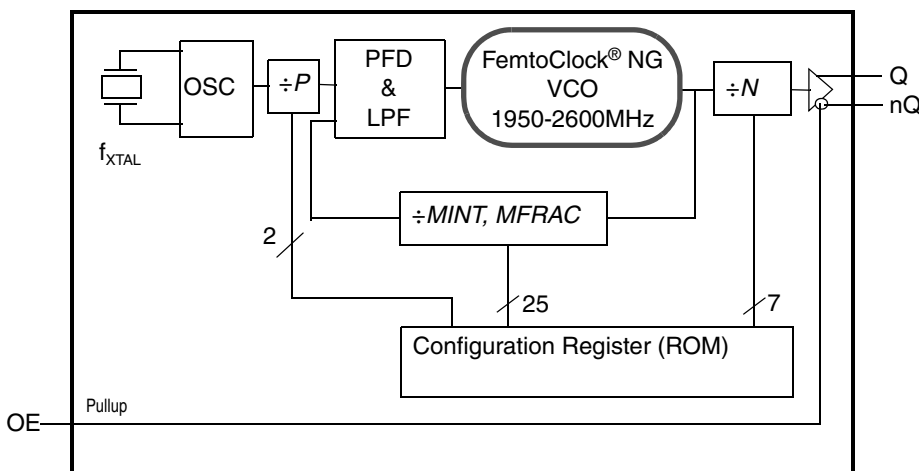 OSC
÷P
PFD
&
LPF
FemtoClock® NG
VCO
1950-2600MHz
÷N
Q
nQ
fXTAL
÷MINT, MFRAC
2
25
7
Configuration Register (ROM)
Pullup
OE